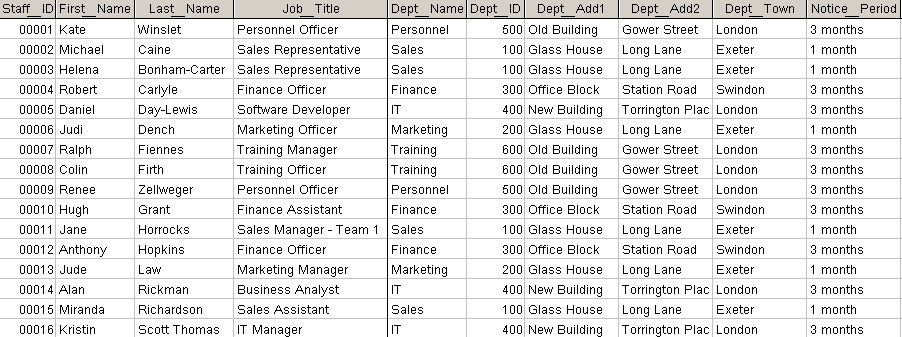 Staff__ID First__Name Last__Name Job__Title Dept__Name Dept__ID Dept__Add1 Dept__Add2 Dept__Town Notice__Period
00001 Kate Winslet Personnel Officer Personnel 500 Old Building Gower Street London 3 months
00002 Michael Caine Sales Representative Sales 100 Glass House Long Lane Exeter 1 month
00003 Helena Bonham-Carter Sales Representative Sales 100 Glass House Long Lane Exeter 1 month
00004 Robert Carlyle Finance Officer Finance 300 Office Block Station Road Swindon 3 months
00005 Daniel Day-Lewis Software Developer IT 400 New Building Torrington Plac London 3 months
00006 Judi Dench Marketing Officer Marketing 200 Glass House Long Lane Exeter 1 month
00007 Ralph Fiennes Training Manager Training 600 Old Building Gower Street London 3 months
00008 Colin Firth Training Officer Training 600 Old Building Gower Street London 3 months
00009 Renee Zellweger Personnel Officer Personnel 500 Old Building Gower Street London 3 months
00010 Hugh Grant Finance Assistant Finance 300 Office Block Station Road Swindon 3 months
00011 Jane Horrocks Sales Manager - Team 1 Sales 100 Glass House Long Lane Exeter 1 month
00012 Anthony Hopkins Finance Officer Finance 300 Office Block Station Road Swindon 3 months
00013 Jude Law Marketing Manager Marketing 200 Glass House Long Lane Exeter 1 month
00014 Alan Rickman Business Analyst IT 400 New Building Torrington Plac London 3 months
00015 Miranda Richardson Sales Assistant Sales 100 Glass House Long Lane Exeter 1 month
00016 Kristin Scott Thomas IT Manager IT 400 New Building Torrington Plac London 3 months